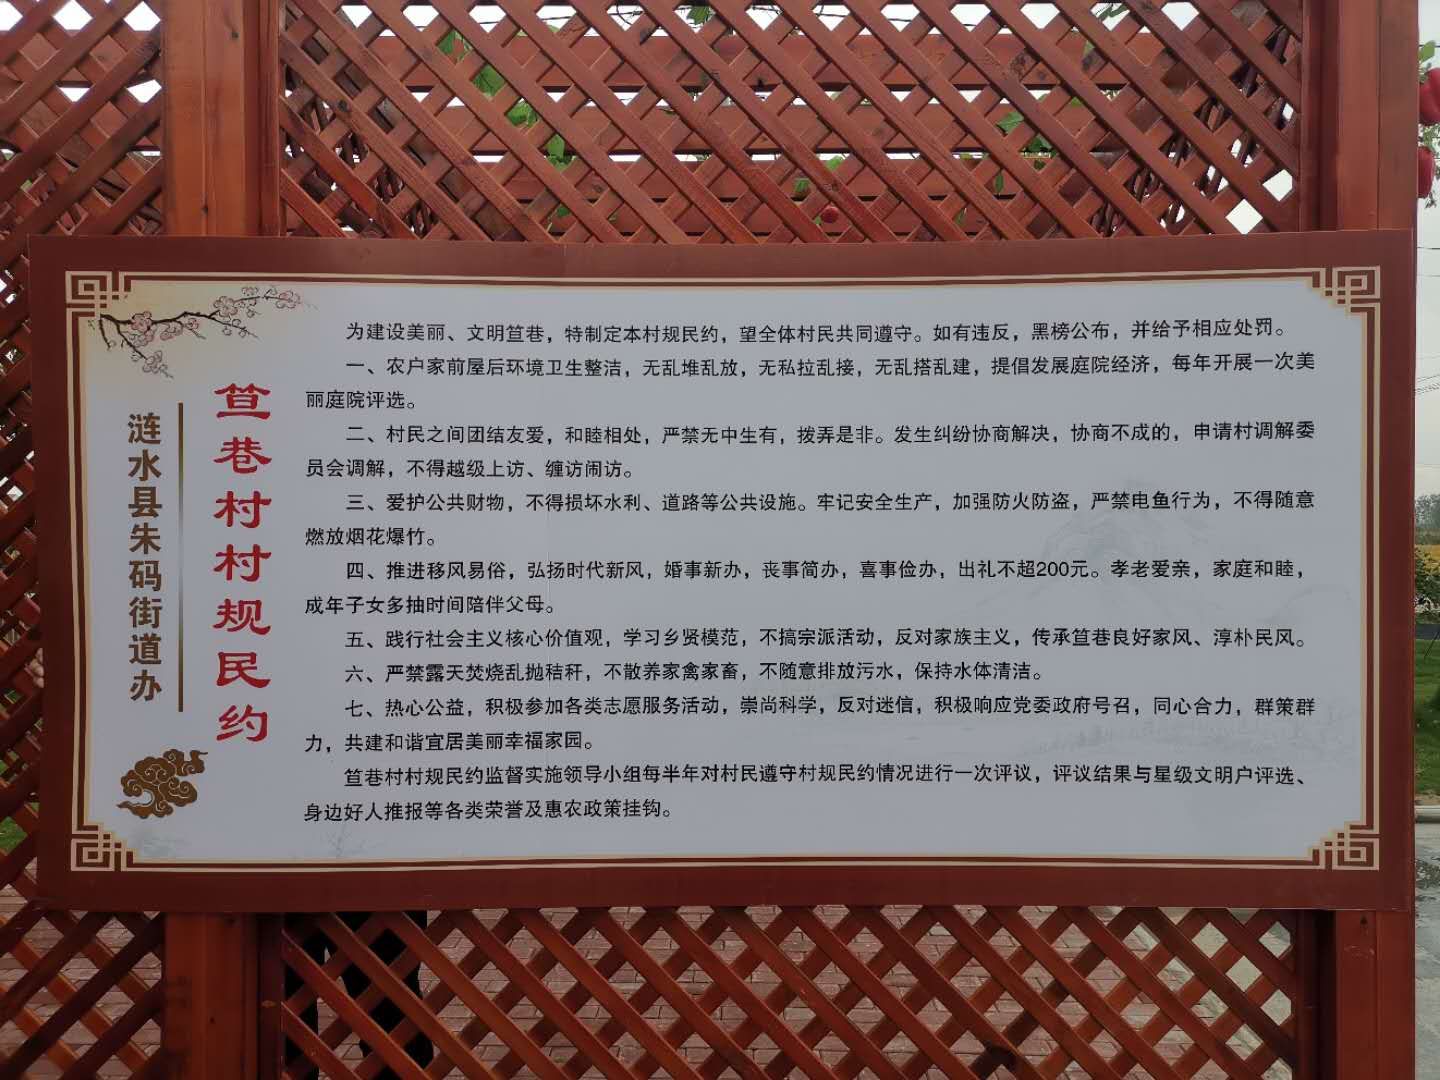 涟水县朱码街道办
笪巷村村规民约
为建设美丽、文明笪巷，特制定本村规民约，望全体村民共同遵守。如有违反，黑榜公布，并给予相应处罚。
一、农户家前屋后环境卫生整洁，无乱堆乱放，无私拉乱接，无乱搭乱建，提倡发展庭院经济，每年开展一次美
丽庭院评选。
二、村民之间团结友爱，和睦相处，严禁无中生有，拨弄是非。发生纠纷协商解决，协商不成的，申请村调解委
员会调解，不得越级上访、缠访闹访。
三、爱护公共财物，不得损坏水利、道路等公共设施。牢记安全生产，加强防火防盗，严禁电鱼行为，不得随意
燃放烟花爆竹。
四、推进移风易俗，弘扬时代新风，婚事新办，丧事简办，喜事俭办，出礼不超200元。孝老爱亲，家庭和睦，
成年子女多抽时间陪伴父母。
五、践行社会主义核心价值观，学习乡贤模范，不搞宗派活动，反对家族主义，传承笪巷良好家风、淳朴民风。
六、严禁露天焚烧乱抛秸秆，不散养家禽家畜，不随意排放污水，保持水体清洁。
七、热心公益，积极参加各类志愿服务活动，崇尚科学，反对迷信，积极响应党委政府号召，同心合力，群策群
力，共建和谐宜居美丽幸福家园。
笪巷村村规民约监督实施领导小组每半年对村民遵守村规民约情况进行一次评议，评议结果与星级文明户评选、
身边好人推报等各类荣誉及惠农政策挂钩。